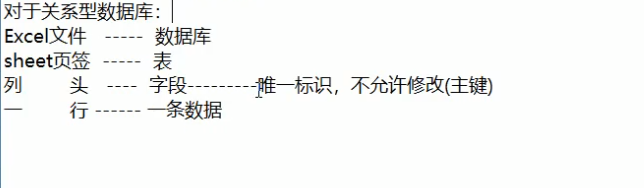 对于关系型数据库：
Excel文件 ----- 数据库
sheet页签 ----- 表
列 头 ---- 字段---------唯一标识，不允许修改(主键)
一 行 ------ 一条数据